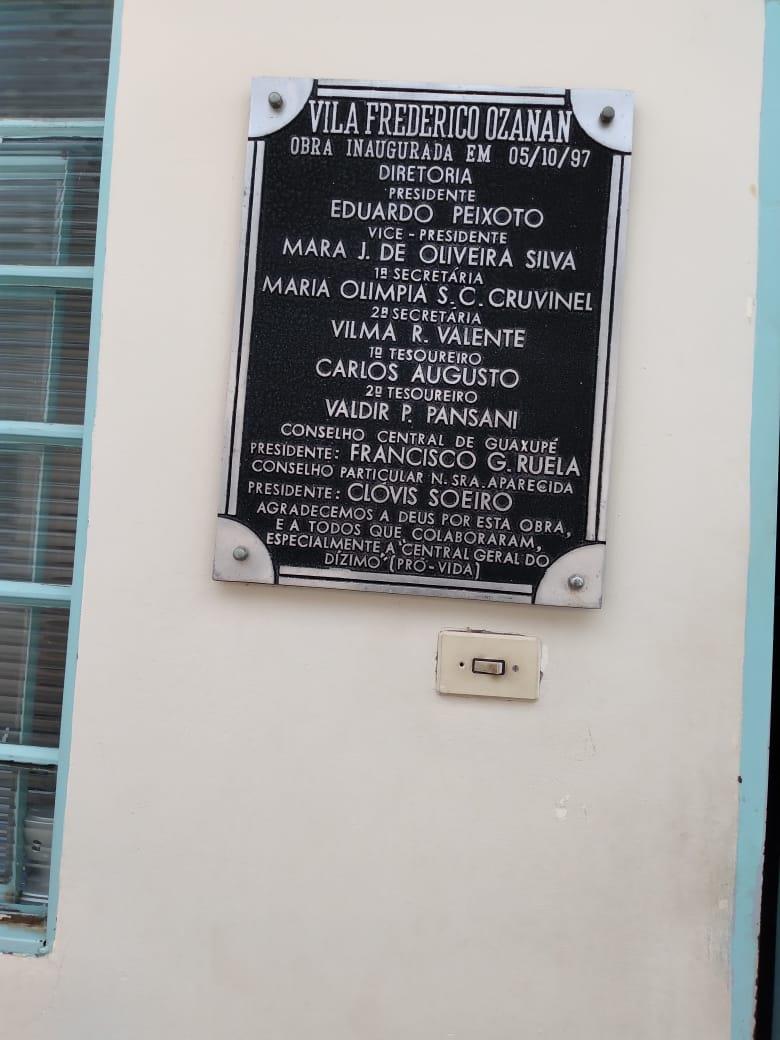 VILA FREDERICO OZANAN
OBRA INAUGURADA EM 05/10/97
DIRETORIA
PRESIDENTE
EDUARDO PEIXOTO
VICE - PRESIDENTE
MARA J. DE OLIVEIRA SILVA
1ª SECRETÁRIA
MARIA OLIMPIA S. C. CRUVINEL
2ª SECRETÁRIA
VILMA R. VALENTE
1º TESOUREIRO
CARLOS AUGUSTO
2º TESOUREIRO
VALDIR P. PANSANI
CONSELHO CENTRAL DE GUAXUPÉ
PRESIDENTE: FRANCISCO G. RUELA
CONSELHO PARTICULAR N. SRA. APARECIDA
PRESIDENTE: CLÓVIS SOEIRO
AGRADECEMOS A DEUS POR ESTA OBRA,
E A TODOS QUE COLABORARAM,
ESPECIALMENTE A "CENTRAL GERAL DO
DÍZIMO" (PRÓ-VIDA)